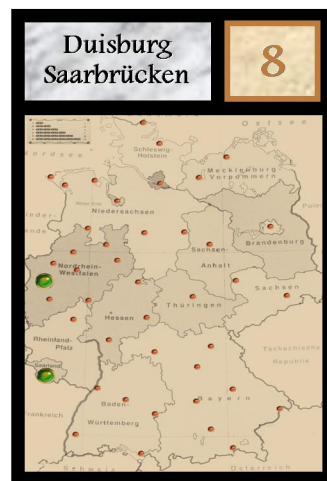 Duisburg
Saarbrücken
8
Ostsee
Nordsee
Schleswig-
Holstein
Mecklenburg
Vorpommern
Niedersachsen
Brandenburg
Sachsen-
Anhalt
Nordrhein-
Westfalen
Sachsen
Thüringen
Hessen
Rheinland-
Pfalz
Tschechische
Republik
Saarland
Bayern
Baden-
Württemberg
Frankreich
Schweiz
Österreich